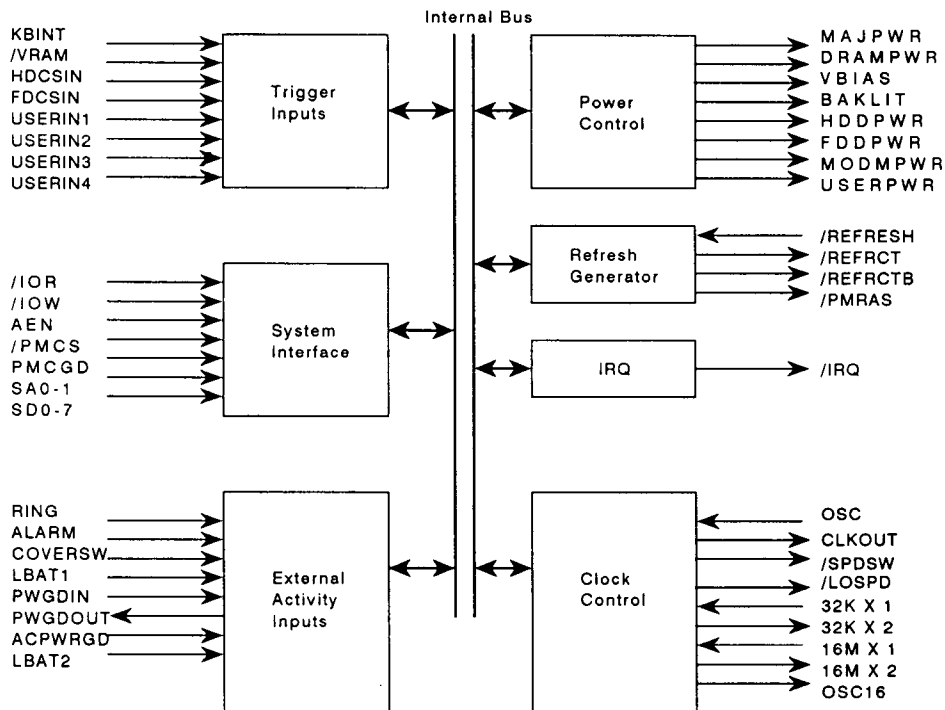 Internal Bus
KBINT
/VRAM
HDCSIN
FDCSIN
USERIN1
USERIN2
USERIN3
USERIN4
Trigger
Inputs
Power
Control
MAJPWR
DRAMPWR
VBIAS
BAKLIT
HDDPWR
FDDPWR
MODMPWR
USERPWR
Refresh
Generator
/REFRESH
/REFRCT
/REFRCTB
/PMRAS
/IOR
/IOW
AEN
/PMCS
PMCGD
SA0-1
SD0-7
System
Interface
IRQ
/IRQ
RING
ALARM
COVERSW
LBAT1
PWGDIN
PWGDOUT
ACPWRGD
LBAT2
External
Activity
Inputs
Clock
Control
OSC
CLKOUT
/SPDSW
/LOSPD
32K X 1
32K X 2
16M X 1
16M X 2
OSC16